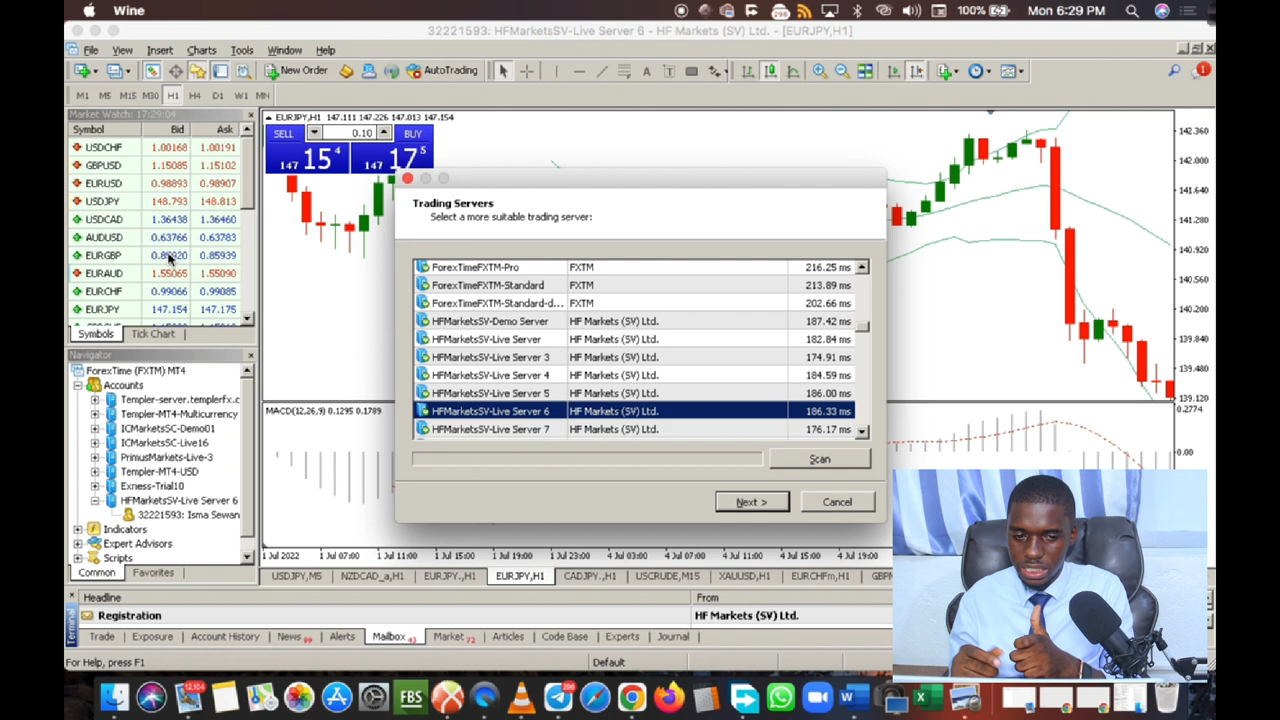 Wine
298
100%
Mon 6:29 PM
32221593: HFMarketsSV-Live Server 6 - HF Markets (SV) Ltd. - [EURJPY,H1]
File View Insert Charts Tools Window Help
New Order AutoTrading
M1 M5 M15 M30 H1 H4 D1 W1 MN
Market Watch: 17:29:04
Symbol Bid Ask
USDCHF 1.00168 1.00191
GBPUSD 1.15085 1.15102
EURUSD 0.98893 0.98907
USDJPY 148.793 148.813
USDCAD 1.36438 1.36460
AUDUSD 0.63766 0.63783
EURGBP 0.85920 0.85939
EURAUD 1.55065 1.55090
EURCHF 0.99066 0.99085
EURJPY 147.154 147.175
Symbols Tick Chart
Navigator
ForexTime (FXTM) MT4
Accounts
Templer-server.templerfx.c
Templer-MT4-Multicurrency
ICMarketsSC-Demo01
ICMarketsSC-Live16
PrimusMarkets-Live-3
Templer-MT4-USD
Exness-Trial10
HFMarketsSV-Live Server 6
32221593: Isma Sewan
Indicators
Expert Advisors
Scripts
Common Favorites
EURJPY,H1 147.111 147.226 147.013 147.154
SELL 0.10 BUY
147 15 4 147 17 5
Trading Servers
Select a more suitable trading server:
ForexTimeFXTM-Pro FXTM 216.25 ms
ForexTimeFXTM-Standard FXTM 213.89 ms
ForexTimeFXTM-Standard-d... FXTM 202.66 ms
HFMarketsSV-Demo Server HF Markets (SV) Ltd. 187.42 ms
HFMarketsSV-Live Server HF Markets (SV) Ltd. 182.84 ms
HFMarketsSV-Live Server 3 HF Markets (SV) Ltd. 174.91 ms
HFMarketsSV-Live Server 4 HF Markets (SV) Ltd. 184.59 ms
HFMarketsSV-Live Server 5 HF Markets (SV) Ltd. 186.00 ms
HFMarketsSV-Live Server 6 HF Markets (SV) Ltd. 186.33 ms
HFMarketsSV-Live Server 7 HF Markets (SV) Ltd. 176.17 ms
Scan
Next > Cancel
142.360
142.000
141.640
141.280
140.920
140.560
140.200
139.840
139.480
139.120
MACD(12,26,9) 0.1295 0.1789
0.2774
0.00
1 Jul 2022 1 Jul 07:00 1 Jul 11:00 1 Jul 15:00 1 Jul 19:00 1 Jul 23:00 4 Jul 03:00 4 Jul 07:00 4 Jul 11:00 4 Jul 15:00 4 Jul 19:00
USDJPY,M5 NZDCAD_a,H1 EURJPY.,H1 EURJPY,H1 CADJPY.,H1 USCRUDE,M15 XAUUSD,H1 EURCHFm,H1
Headline From
Registration HF Markets (SV) Ltd.
Terminal
Trade Exposure Account History News 99 Alerts Mailbox 43 Market 72 Articles Code Base Experts Journal
For Help, press F1 Default
FBS